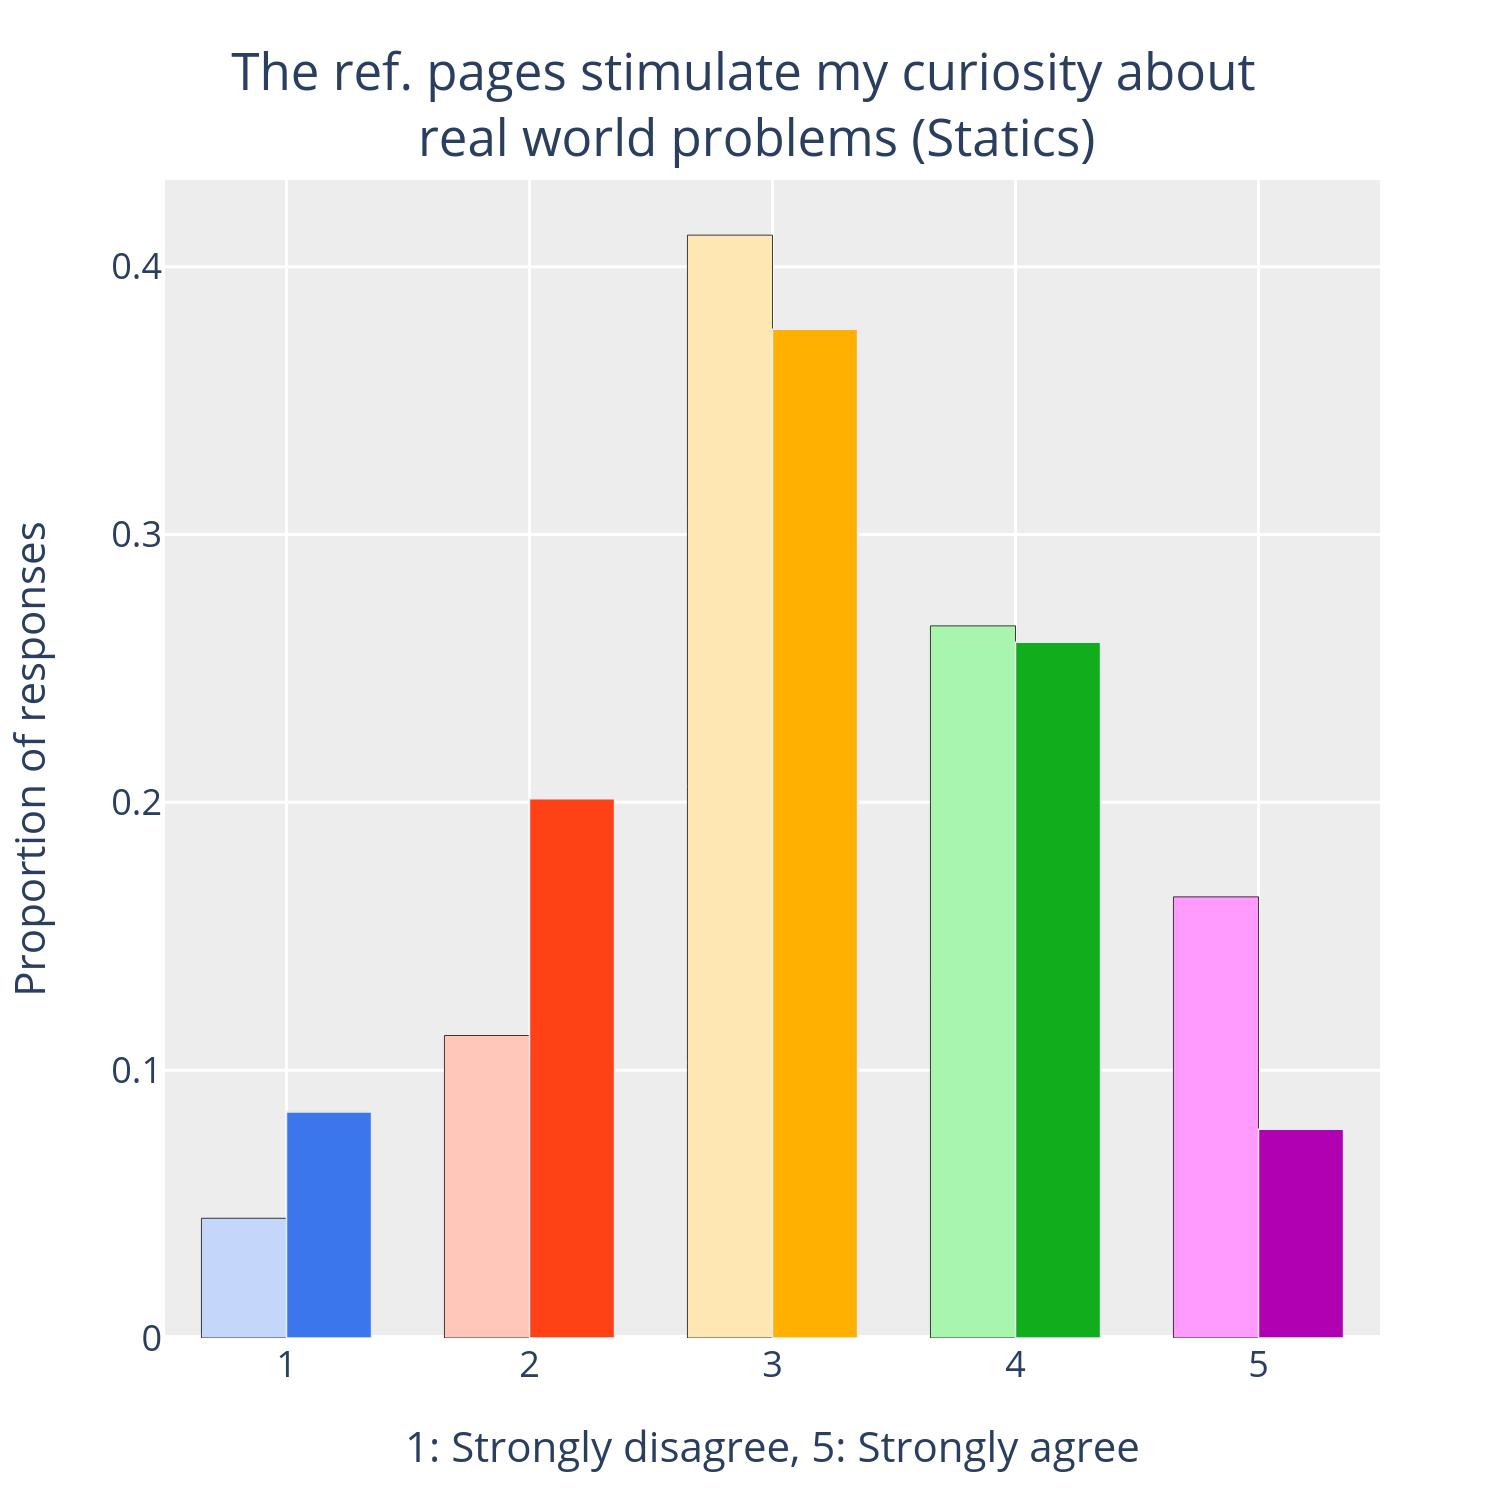 The ref. pages stimulate my curiosity about
real world problems (Statics)
Proportion of responses
0.4
0.3
0.2
0.1
0
1
2
3
4
5
1: Strongly disagree, 5: Strongly agree